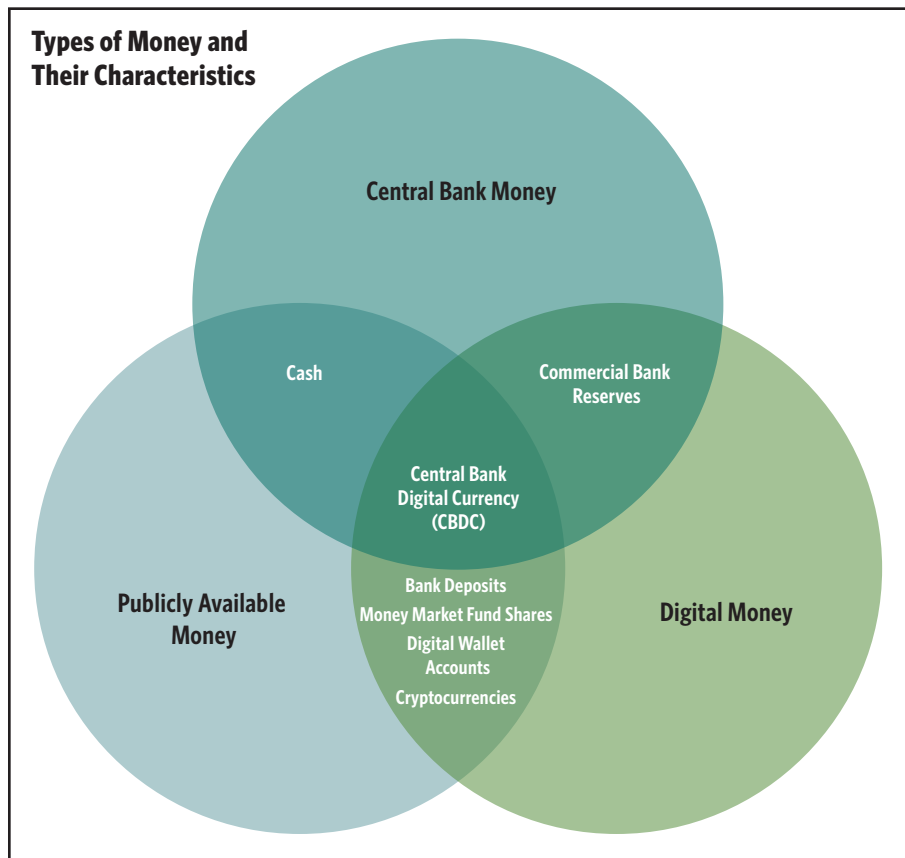 Types of Money and
Their Characteristics
Central Bank Money
Cash
Commercial Bank
Reserves
Central Bank
Digital Currency
(CBDC)
Publicly Available
Money
Bank Deposits
Money Market Fund Shares
Digital Wallet
Accounts
Cryptocurrencies
Digital Money